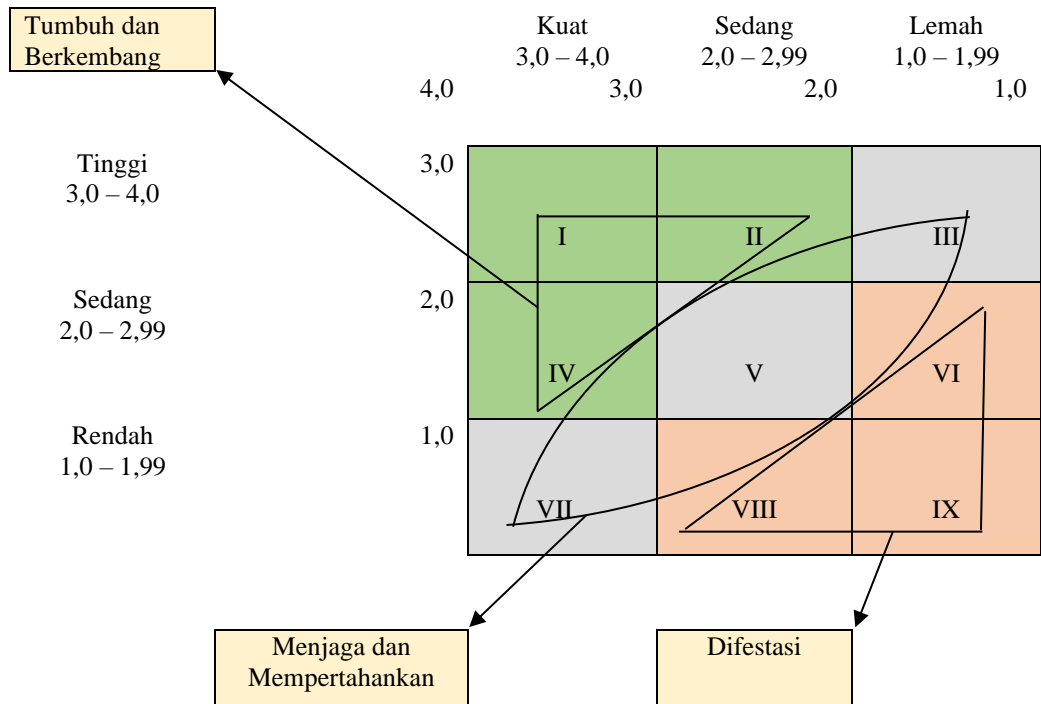 Tumbuh dan
Berkembang
Kuat
3,0 – 4,0
Sedang
2,0 – 2,99
Lemah
1,0 – 1,99
4,0
3,0
2,0
1,0
Tinggi
3,0 – 4,0
3,0
I
II
III
Sedang
2,0 – 2,99
2,0
IV
V
VI
Rendah
1,0 – 1,99
1,0
VII
VIII
IX
Menjaga dan
Mempertahankan
Difestasi